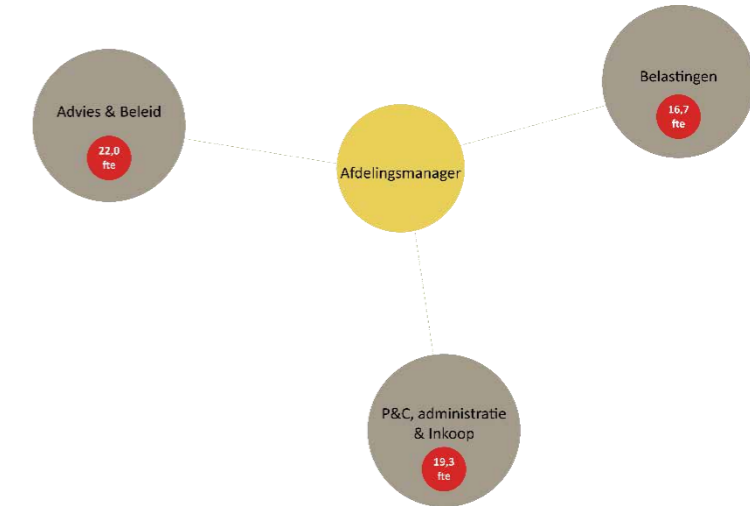 Advies & Beleid
22,0
fte
Afdelingsmanager
Belastingen
16,7
fte
P&C, administratie
& Inkoop
19,3
fte